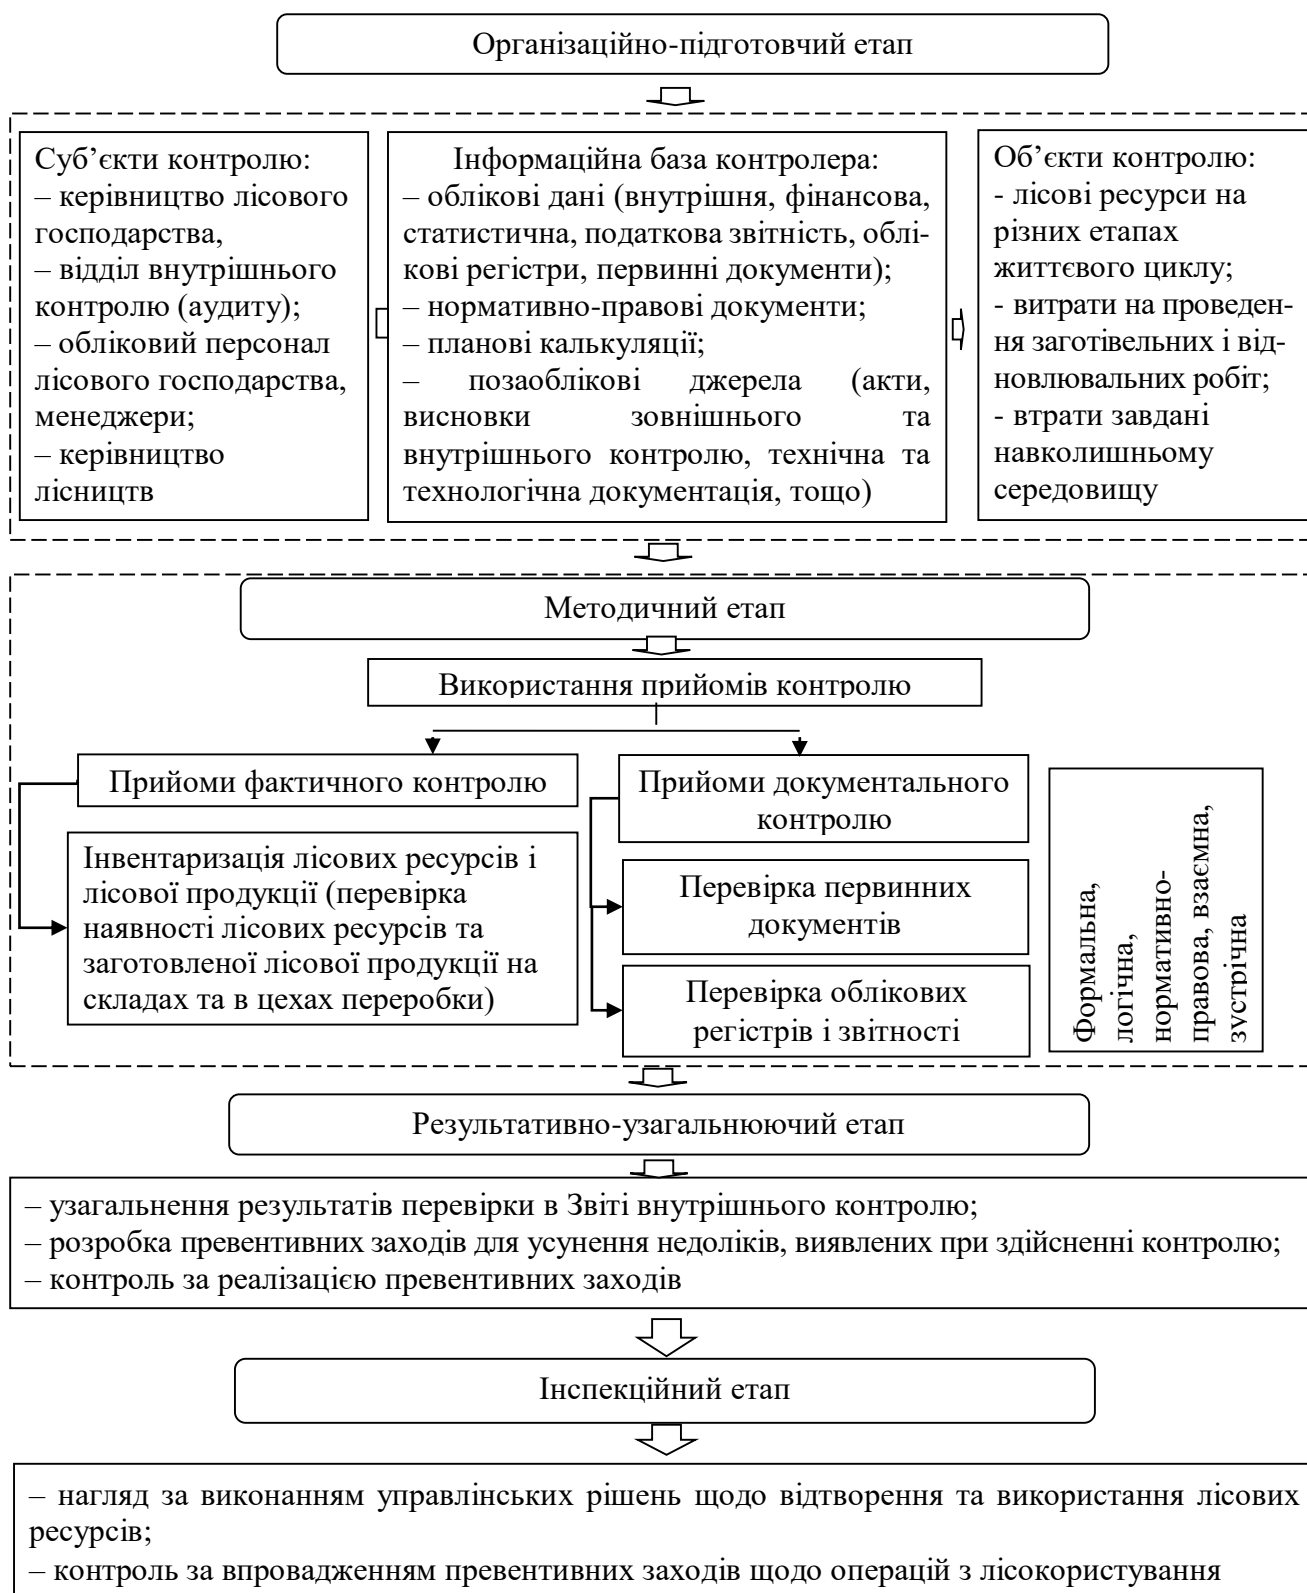 Організаційно-підготовчий етап
Суб’єкти контролю:
– керівництво лісового
господарства,
– відділ внутрішнього
контролю (аудиту);
– обліковий персонал
лісового господарства,
менеджери;
– керівництво
лісництв
Інформаційна база контролера:
– облікові дані (внутрішня, фінансова,
статистична, податкова звітність, облі-
кові регістри, первинні документи);
– нормативно-правові документи;
– планові калькуляції;
– позаоблікові джерела (акти,
висновки зовнішнього та
внутрішнього контролю, технічна та
технологічна документація, тощо)
Об’єкти контролю:
- лісові ресурси на
різних етапах
життєвого циклу;
- витрати на проведен-
ня заготівельних і від-
новлювальних робіт;
- втрати завдані
навколишньому
середовищу
Методичний етап
Використання прийомів контролю
Прийоми фактичного контролю
Інвентаризація лісових ресурсів і
лісової продукції (перевірка
наявності лісових ресурсів та
заготовленої лісової продукції на
складах та в цехах переробки)
Прийоми документального
контролю
Перевірка первинних
документів
Перевірка облікових
регістрів і звітності
Формальна,
логічна,
нормативно-
правова, взаємна,
зустрічна
Результативно-узагальнюючий етап
– узагальнення результатів перевірки в Звіті внутрішнього контролю;
– розробка превентивних заходів для усунення недоліків, виявлених при здійсненні контролю;
– контроль за реалізацією превентивних заходів
Інспекційний етап
– нагляд за виконанням управлінських рішень щодо відтворення та використання лісових
ресурсів;
– контроль за впровадженням превентивних заходів щодо операцій з лісокористування